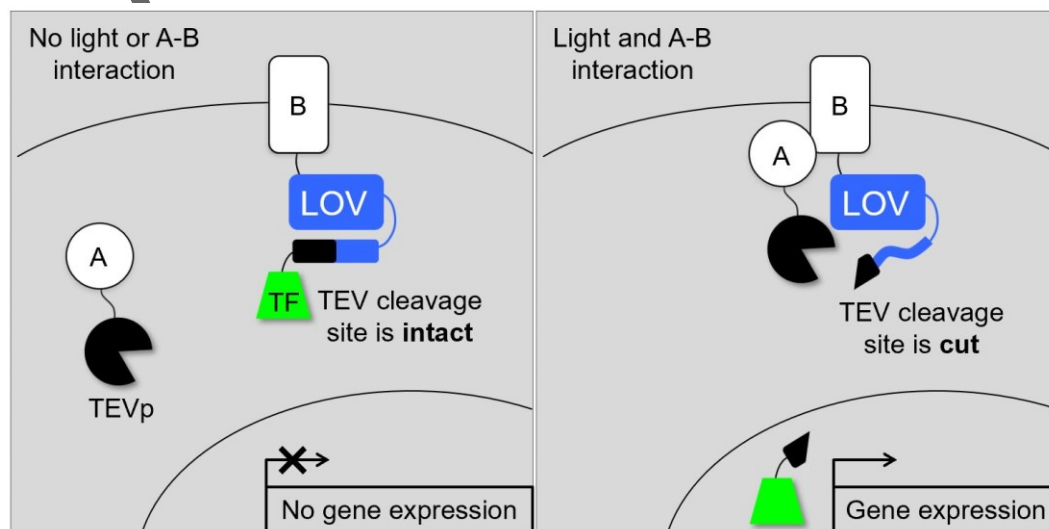 No light or A-B
interaction
B
LOV
A
TF
TEV cleavage
site is intact
TEVp
No gene expression
Light and A-B
interaction
B
A
LOV
TEV cleavage
site is cut
Gene expression